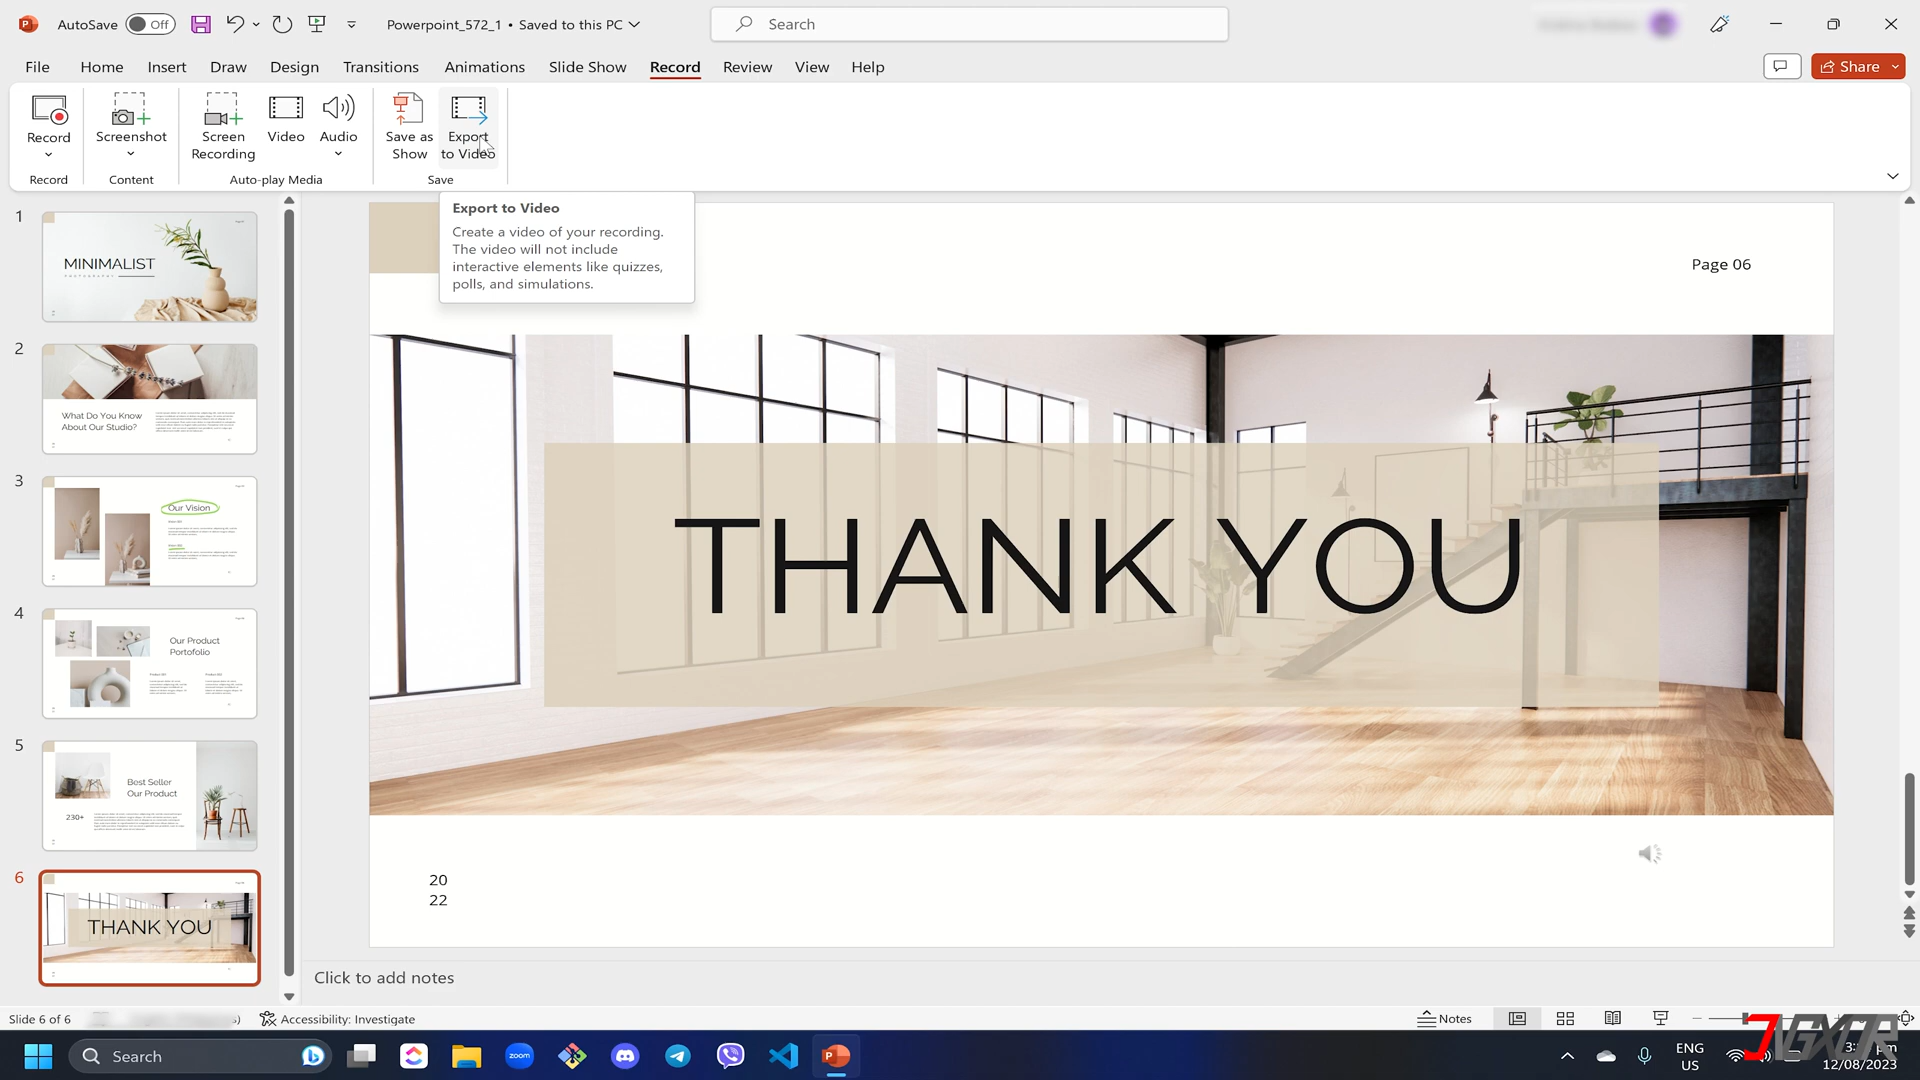 AutoSave Off Powerpoint_572_1 • Saved to this PC Search
File Home Insert Draw Design Transitions Animations Slide Show Record Review View Help Share
Record
Screenshot
Screen
Recording
Video
Audio
Save as
Show
Export
to Video
Record Content Auto-play Media Save
Export to Video
Create a video of your recording.
The video will not include
interactive elements like quizzes,
polls, and simulations.
1
MINIMALIST
2
What Do You Know
About Our Studio?
3
Our Vision
4
Our Product
Portofolio
5
Best Seller
Our Product
230+
6
THANK YOU
Page 06
THANK YOU
20
22
Click to add notes
Slide 6 of 6 Accessibility: Investigate Notes
Search zoom ENG
US
12/08/2023
JVGXUR